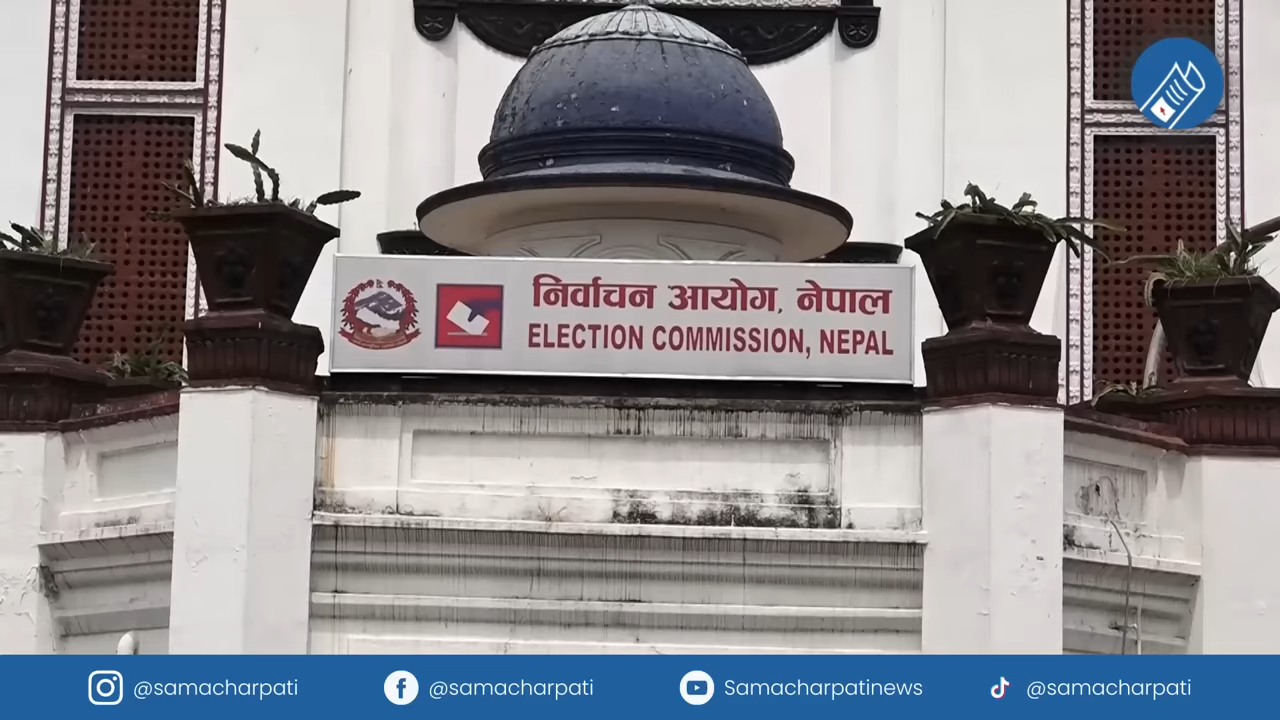 निर्वाचन आयोग, नेपाल
ELECTION COMMISSION, NEPAL
@samacharpati
@samacharpati
Samacharpatinews
@samacharpati